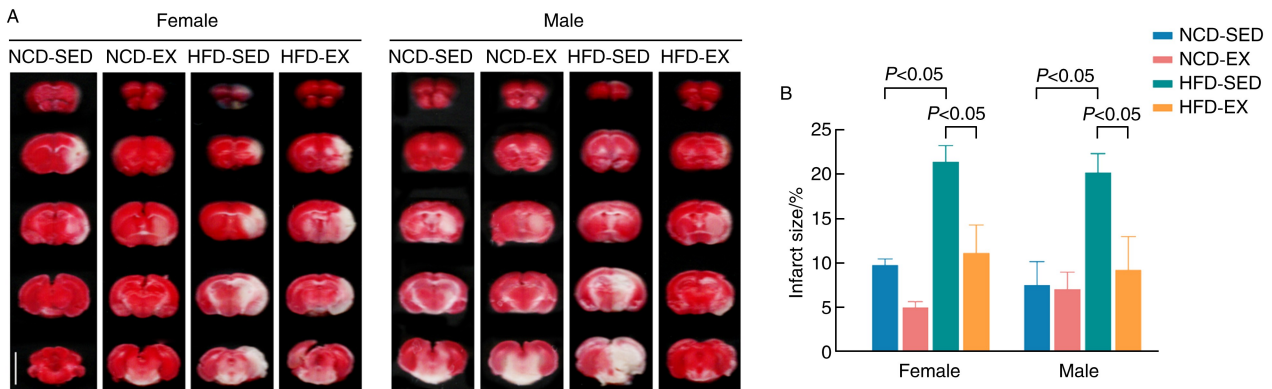 A
Female
Male
NCD-SED NCD-EX HFD-SED HFD-EX
NCD-SED NCD-EX HFD-SED HFD-EX
B
NCD-SED
NCD-EX
HFD-SED
HFD-EX
P<0.05
P<0.05
P<0.05
P<0.05
Infarct size/%
25
20
15
10
5
0
Female
Male